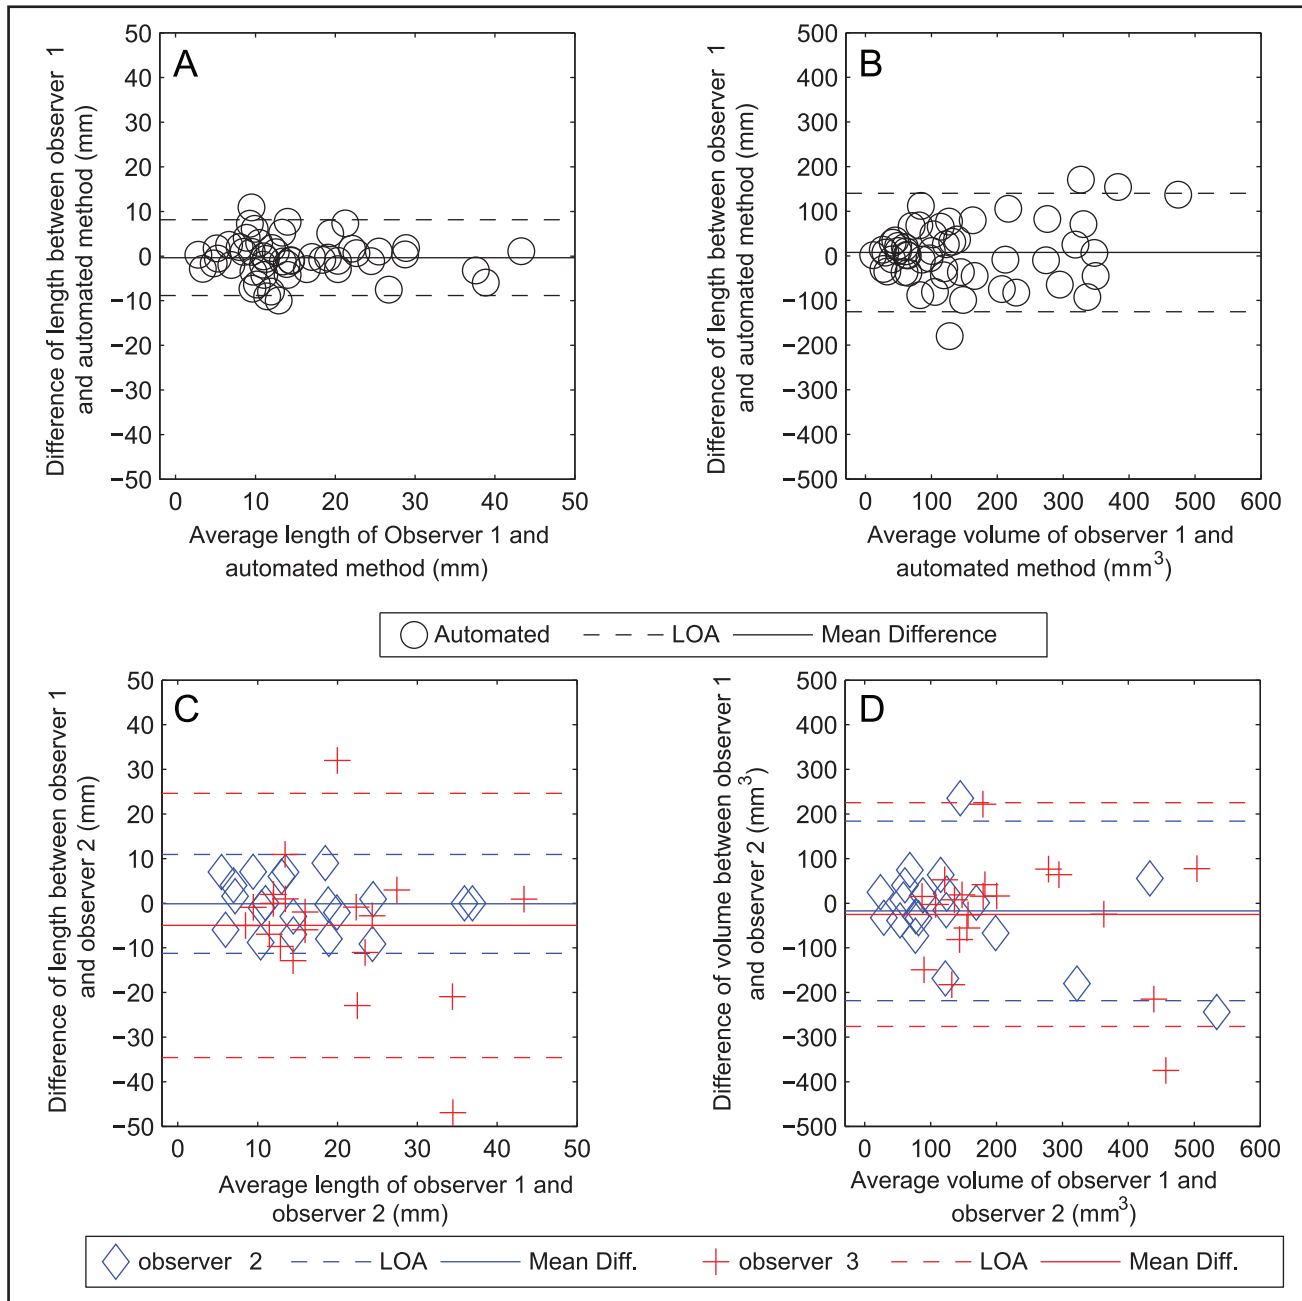 A
Difference of length between observer 1
and automated method (mm)
50
40
30
20
10
0
−10
−20
−30
−40
−50
0 10 20 30 40 50
Average length of Observer 1 and
automated method (mm)
B
Difference of length between observer 1
and automated method (mm)
500
400
300
200
100
0
−100
−200
−300
−400
−500
0 100 200 300 400 500 600
Average volume of observer 1 and
automated method (mm³)
Automated LOA Mean Difference
C
Difference of length between observer 1
and observer 2 (mm)
50
40
30
20
10
0
−10
−20
−30
−40
−50
0 10 20 30 40 50
Average length of observer 1 and
observer 2 (mm)
D
Difference of volume between observer 1
and observer 2 (mm³)
500
400
300
200
100
0
−100
−200
−300
−400
−500
0 100 200 300 400 500 600
Average volume of observer 1 and
observer 2 (mm³)
observer 2 LOA Mean Diff. observer 3 LOA Mean Diff.